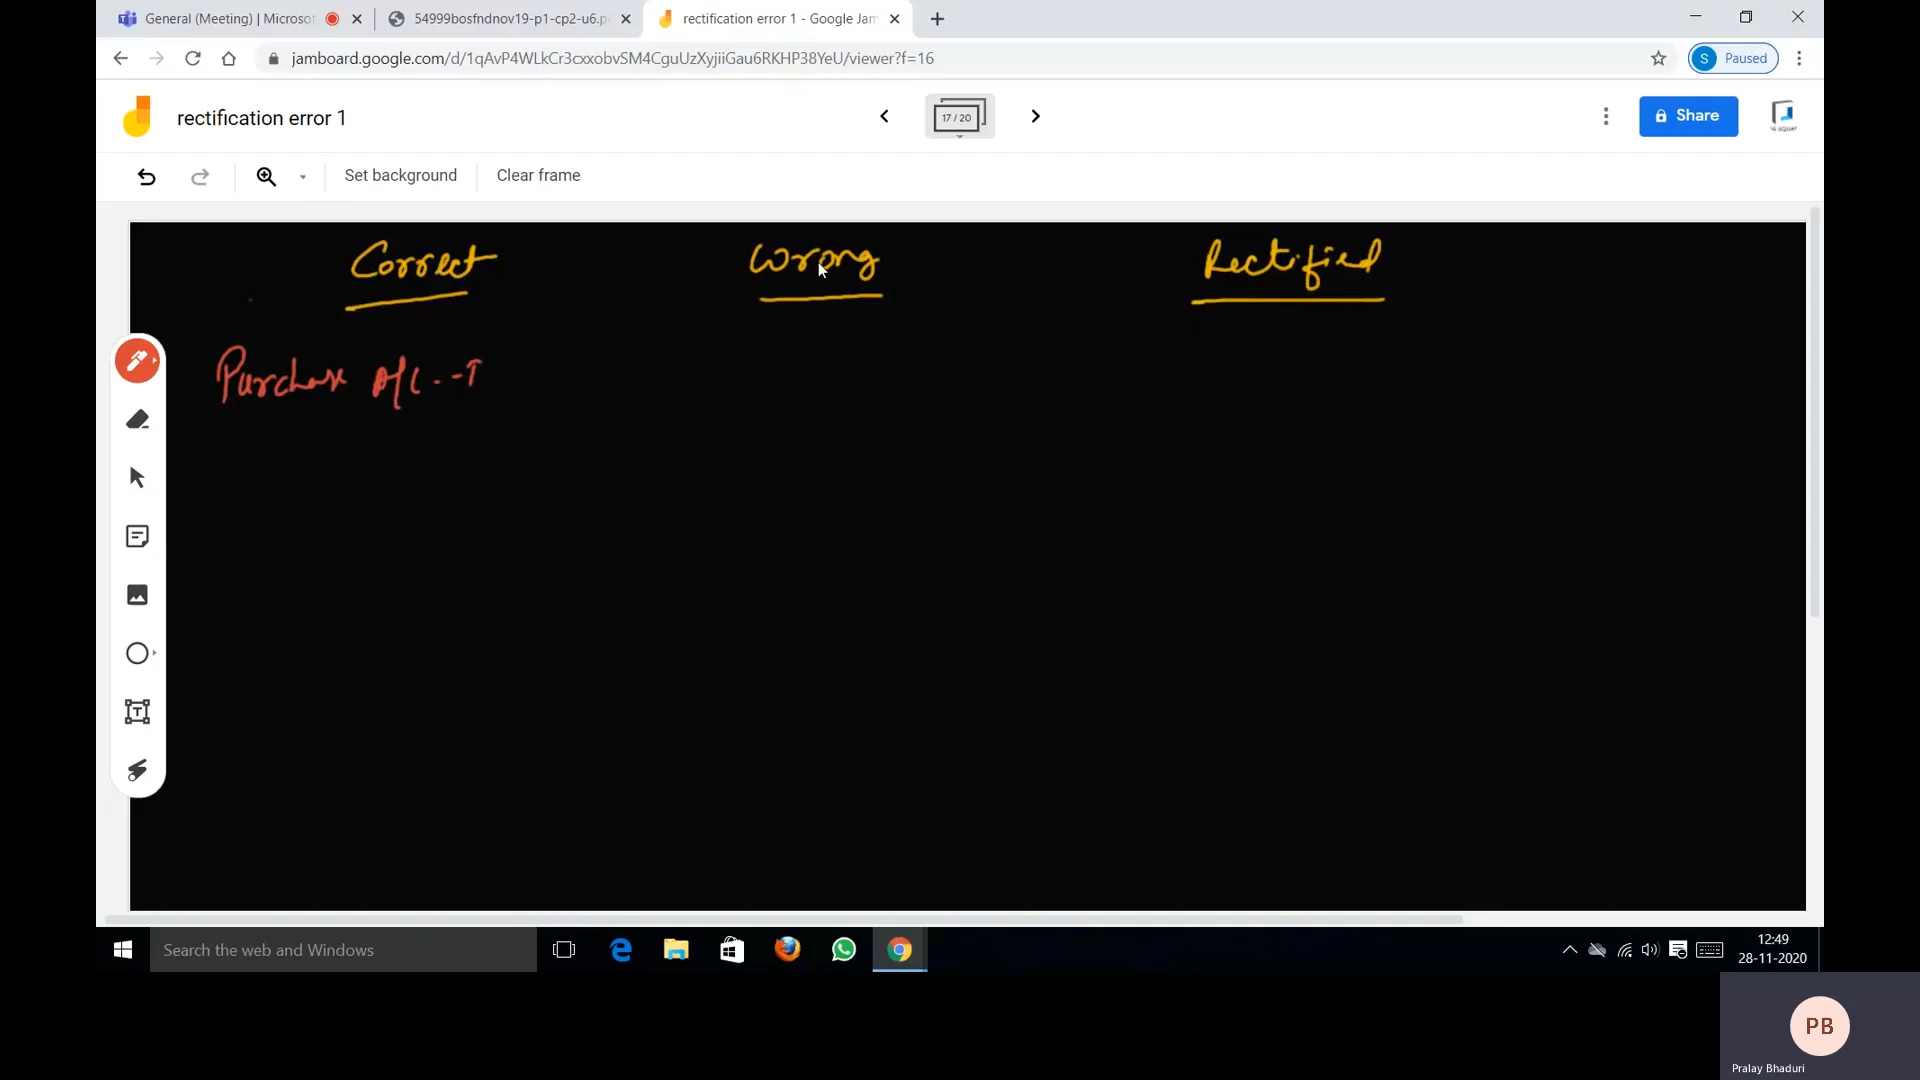 General (Meeting) | Microsof
54999bosfndnov19-p1-cp2-u6.p
rectification error 1 - Google Jam
jamboard.google.com/d/1qAvP4WLkCr3cxxobvSM4CguUzXyjiiGau6RKHP38YeU/viewer?f=16
S Paused
rectification error 1
17 / 20
Share
Set background
Clear frame
Correct Wrong Rectified
Purchase A/c
Search the web and Windows
12:49
28-11-2020
PB
Pralay Bhaduri